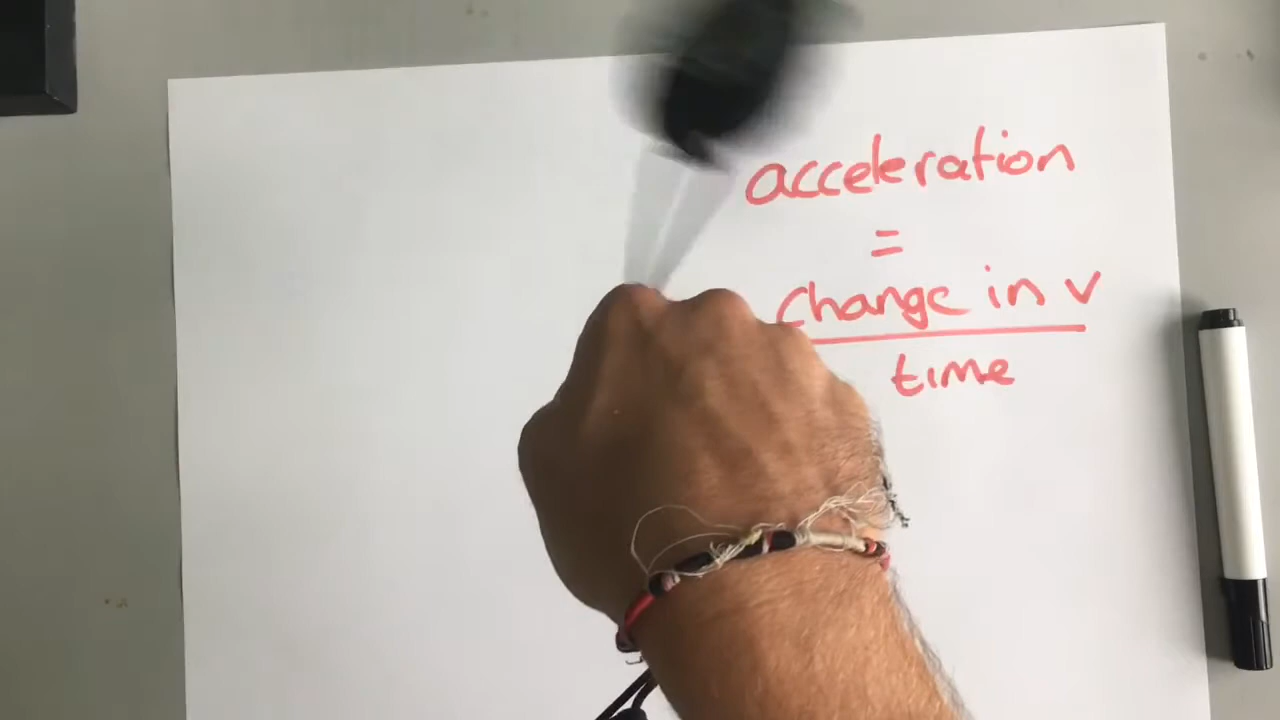 acceleration
=
change in v
time